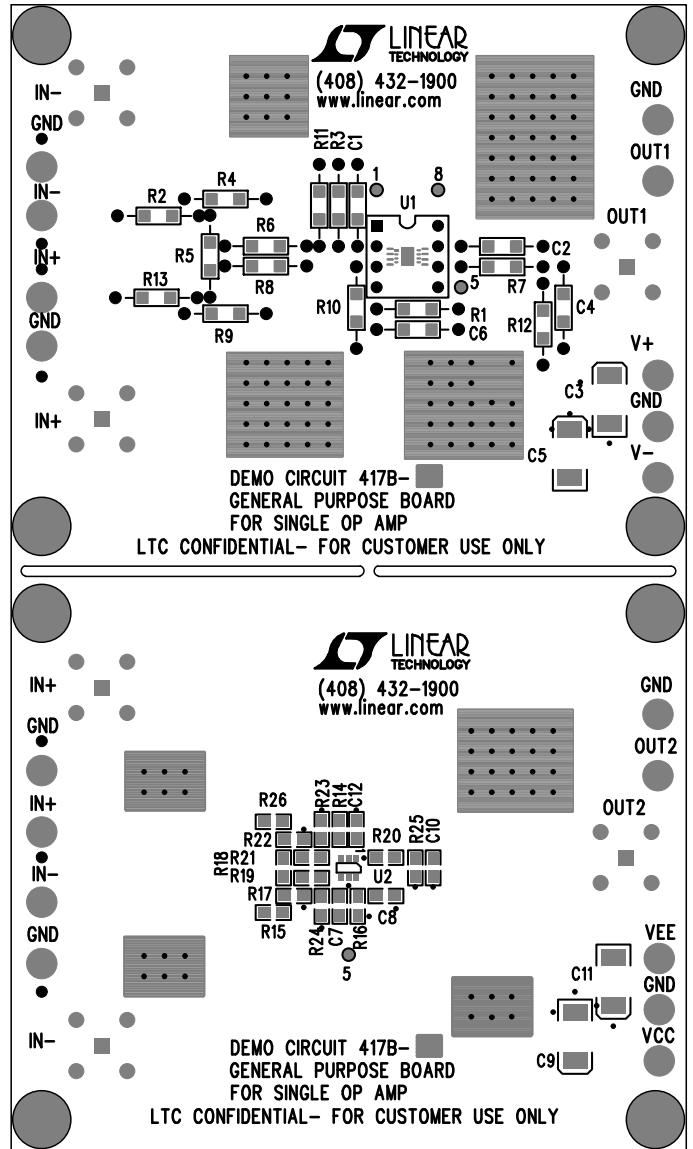 LINEAR
TECHNOLOGY
(408) 432-1900
www.linear.com
IN-
GND
GND
OUT1
IN-
R11
R3
C1
1
8
R4
R2
U1
OUT1
R6
IN+
R5
C2
R8
5
R13
R7
R10
R1
C4
GND
R9
R12
C6
V+
C3
GND
IN+
C5
V-
DEMO CIRCUIT 417B-
GENERAL PURPOSE BOARD
FOR SINGLE OP AMP
LTC CONFIDENTIAL- FOR CUSTOMER USE ONLY
LINEAR
TECHNOLOGY
(408) 432-1900
www.linear.com
IN+
GND
GND
OUT2
IN+
R26
R23
R14
C12
OUT2
R22
R20
R25
C10
R18
R21
1
IN-
R19
U2
R17
R15
R24
C7
R16
C8
GND
5
VEE
C11
GND
IN-
VCC
C9
DEMO CIRCUIT 417B-
GENERAL PURPOSE BOARD
FOR SINGLE OP AMP
LTC CONFIDENTIAL- FOR CUSTOMER USE ONLY